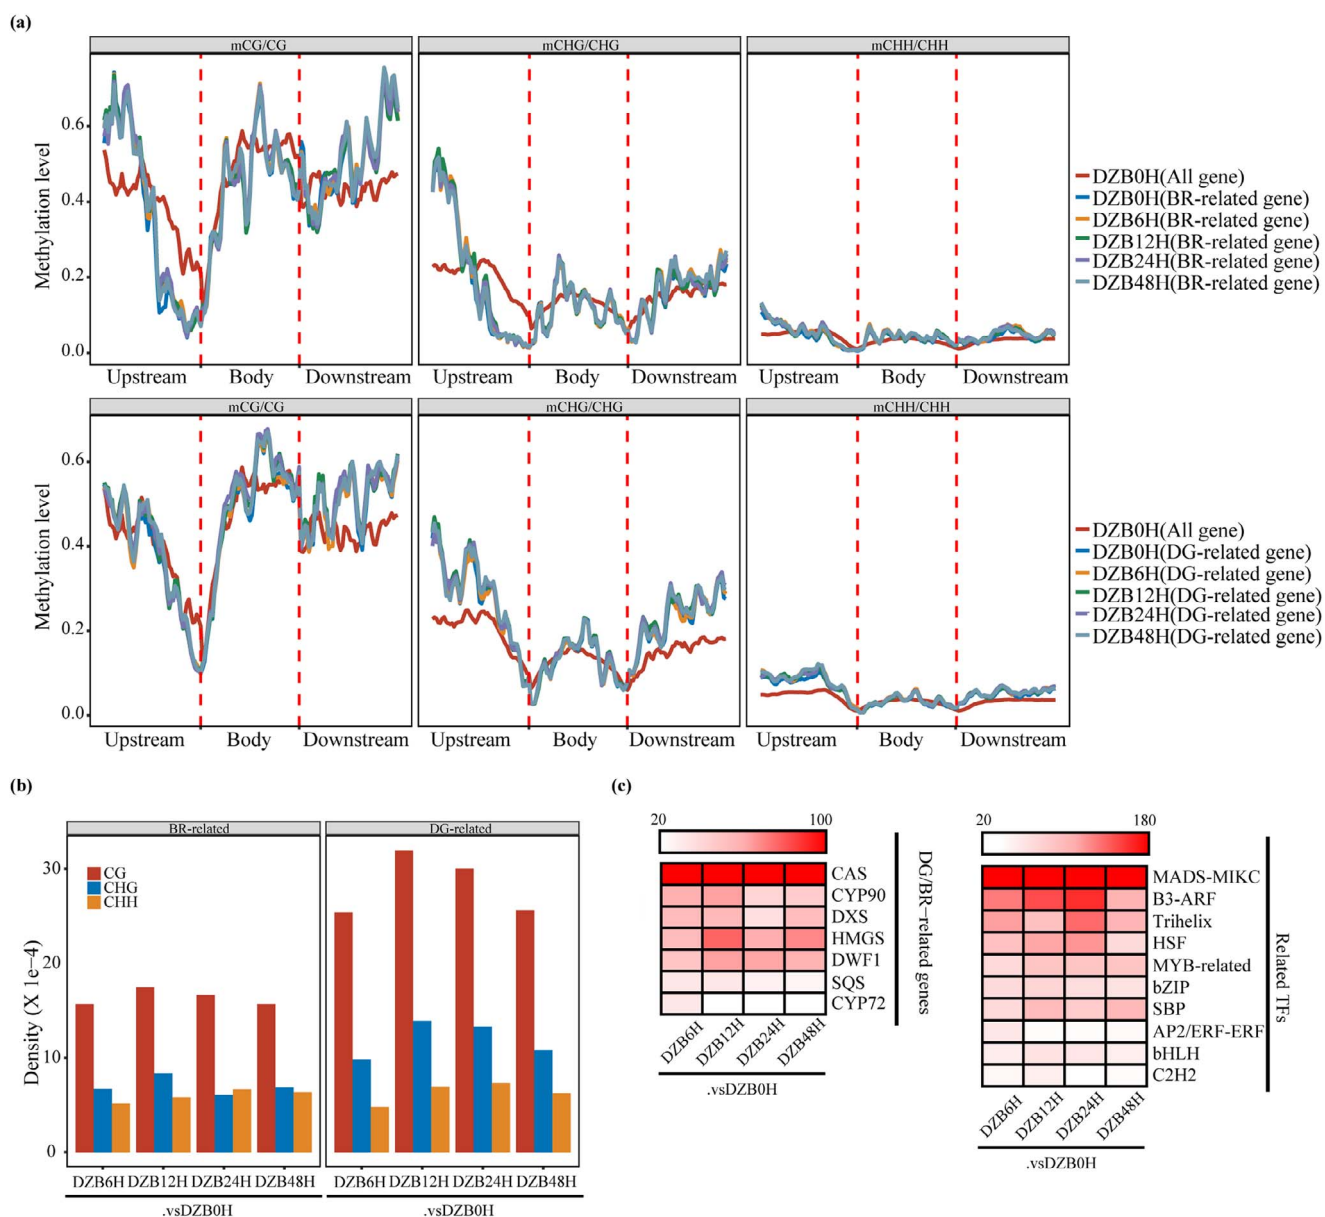 (a)
mCG/CG mCHG/CHG mCHH/CHH
Methylation level
0.6
0.4
0.2
0.0
Upstream Body Downstream Upstream Body Downstream Upstream Body Downstream
DZB0H(All gene)
DZB0H(BR-related gene)
DZB6H(BR-related gene)
DZB12H(BR-related gene)
DZB24H(BR-related gene)
DZB48H(BR-related gene)
mCG/CG mCHG/CHG mCHH/CHH
Methylation level
0.6
0.4
0.2
0.0
Upstream Body Downstream Upstream Body Downstream Upstream Body Downstream
DZB0H(All gene)
DZB0H(DG-related gene)
DZB6H(DG-related gene)
DZB12H(DG-related gene)
DZB24H(DG-related gene)
DZB48H(DG-related gene)
(b)
BR-related DG-related
Density (X 1e−4)
30
20
10
0
CG
CHG
CHH
DZB6H DZB12H DZB24H DZB48H DZB6H DZB12H DZB24H DZB48H
.vsDZB0H .vsDZB0H
(c)
20 100
CAS
CYP90
DXS
HMGS
DWF1
SQS
CYP72
DG/BR−related genes
DZB6H DZB12H DZB24H DZB48H
.vsDZB0H
20 180
MADS-MIKC
B3-ARF
Trihelix
HSF
MYB-related
bZIP
SBP
AP2/ERF-ERF
bHLH
C2H2
Related TFs
DZB6H DZB12H DZB24H DZB48H
.vsDZB0H